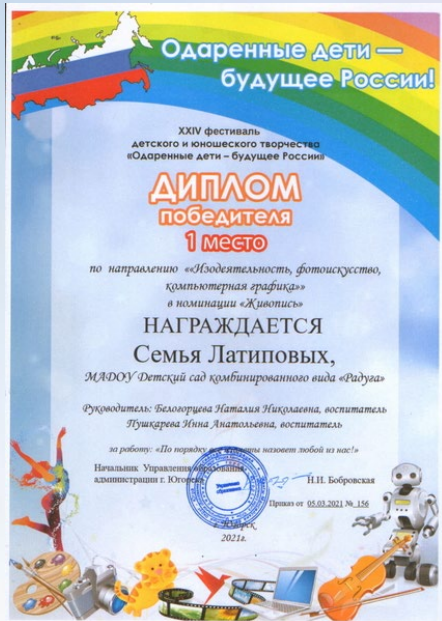 Одаренные дети —
будущее России!
XXIV фестиваль
детского и юношеского творчества
«Одаренные дети – будущее России»
ДИПЛОМ
победителя
1 место
по направлению ««Изодеятельность, фотоискусство,
компьютерная графика»»
в номинации «Живопись»
НАГРАЖДАЕТСЯ
Семья Латиповых,
МАДОУ Детский сад комбинированного вида «Радуга»
Руководитель: Белогорцева Наталия Николаевна, воспитатель
Пушкарева Инна Анатольевна, воспитатель
за работу: «По порядку все назовет любой из нас!»
Начальник Управления образования
администрации г. Югорска
Н.И. Бобровская
Приказ от 05.03.2021 № 156
г. Югорск
2021г.